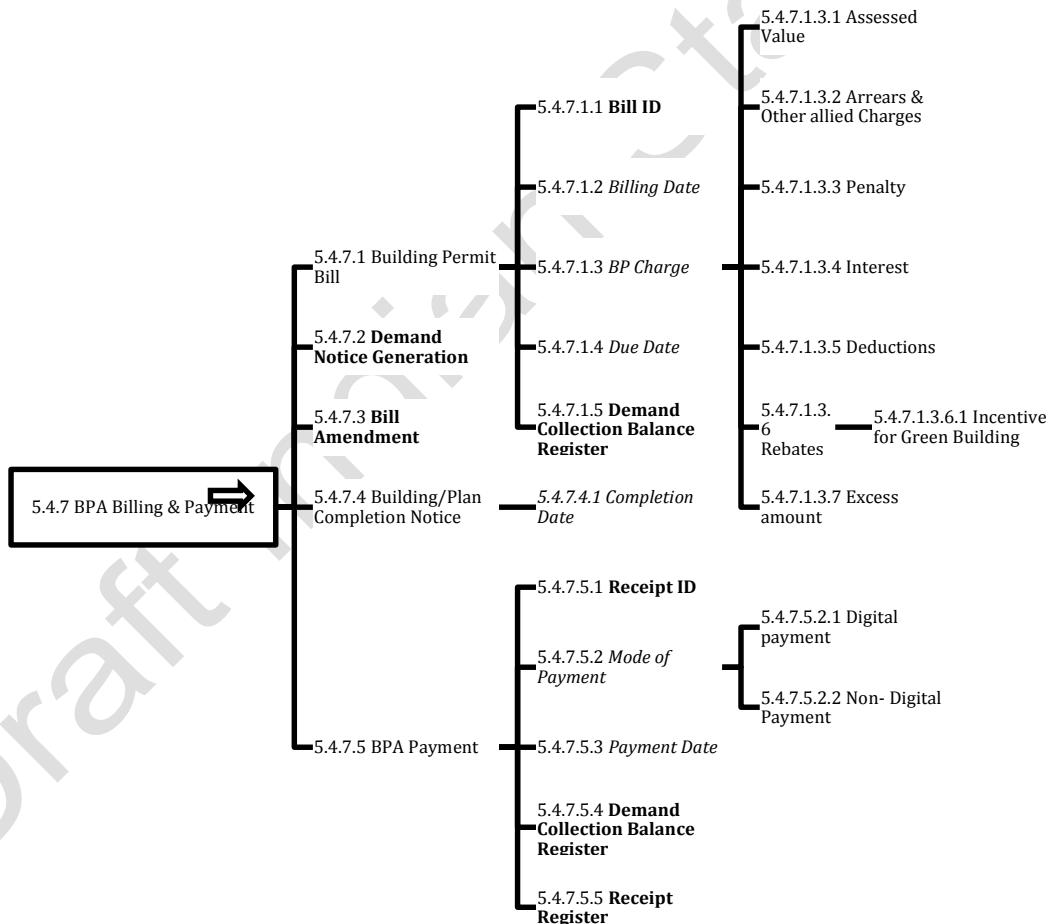 5.4.7 BPA Billing & Payment
5.4.7.1 Building Permit
Bill
5.4.7.1.1 Bill ID
5.4.7.1.2 Billing Date
5.4.7.1.3 BP Charge
5.4.7.1.3.1 Assessed
Value
5.4.7.1.3.2 Arrears &
Other allied Charges
5.4.7.1.3.3 Penalty
5.4.7.1.3.4 Interest
5.4.7.1.3.5 Deductions
5.4.7.1.3.
6
Rebates
5.4.7.1.3.6.1 Incentive
for Green Building
5.4.7.1.3.7 Excess
amount
5.4.7.1.4 Due Date
5.4.7.1.5 Demand
Collection Balance
Register
5.4.7.2 Demand
Notice Generation
5.4.7.3 Bill
Amendment
5.4.7.4 Building/Plan
Completion Notice
5.4.7.4.1 Completion
Date
5.4.7.5 BPA Payment
5.4.7.5.1 Receipt ID
5.4.7.5.2 Mode of
Payment
5.4.7.5.2.1 Digital
payment
5.4.7.5.2.2 Non- Digital
Payment
5.4.7.5.3 Payment Date
5.4.7.5.4 Demand
Collection Balance
Register
5.4.7.5.5 Receipt
Register